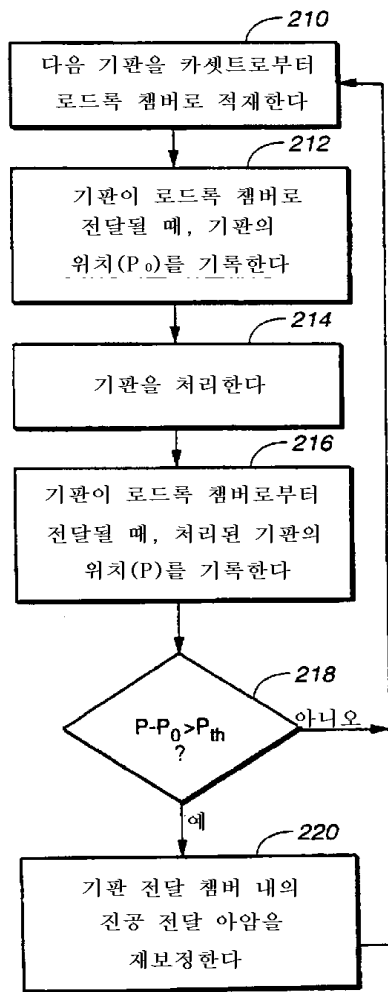 210
다음 기판을 카셋트로부터
로드록 챔버로 적재한다
212
기판이 로드록 챔버로
전달될 때, 기판의
위치(P₀)를 기록한다
214
기판을 처리한다
216
기판이 로드록 챔버로부터
전달될 때, 처리된 기판의
위치(P)를 기록한다
218
P-P₀>Pth
?
아니오
예
220
기판 전달 챔버 내의
진공 전달 아암을
재보정한다